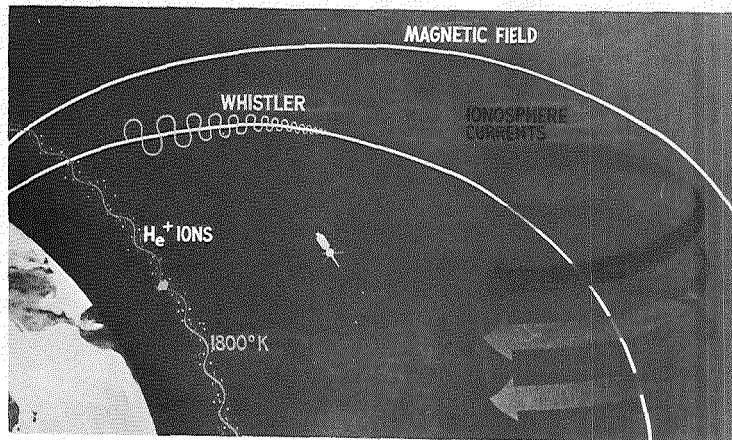 MAGNETIC FIELD
WHISTLER
IONOSPHERE
CURRENTS
He+ IONS
1800° K